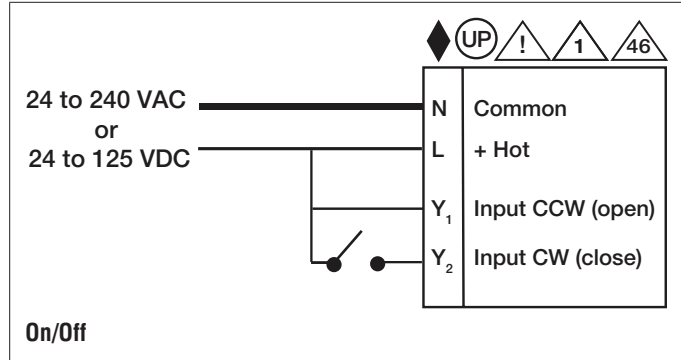 UP ! 1 46
24 to 240 VAC
or
24 to 125 VDC
N Common
L + Hot
Y1 Input CCW (open)
Y2 Input CW (close)
On/Off